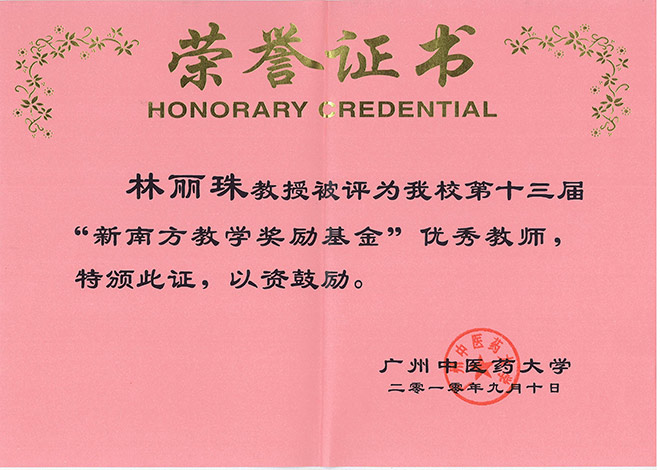 荣誉证书
HONORARY CREDENTIAL
林丽珠教授被评为我校第十三届
“新南方教学奖励基金”优秀教师，
特颁此证，以资鼓励。
广州中医药大学
二零一零年九月十日